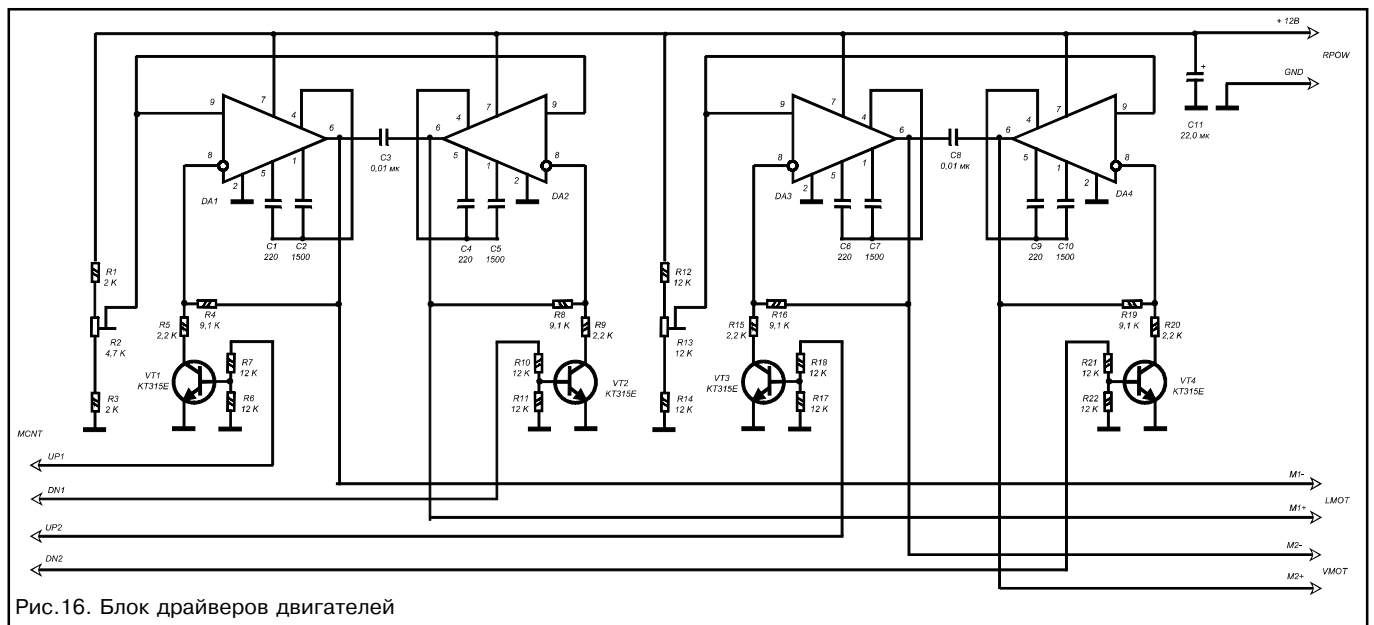 + 12В
RPOW
GND
C11
22,0 мк
+
9
7
4
6
8
5
1
2
DA1
C1
220
C2
1500
C3
0,01 мк
6
4
7
9
5
1
2
8
DA2
C4
220
C5
1500
9
7
4
6
8
5
1
2
DA3
C6
220
C7
1500
C8
0,01 мк
6
4
7
9
5
1
2
8
DA4
C9
220
C10
1500
R1
2 K
R2
4,7 K
R3
2 K
R4
9,1 K
R5
2,2 K
VT1
КТ315Е
R7
12 K
R6
12 K
R8
9,1 K
R9
2,2 K
R10
12 K
R11
12 K
VT2
КТ315Е
R12
12 K
R13
12 K
R14
12 K
R15
2,2 K
R16
9,1 K
VT3
КТ315Е
R18
12 K
R17
12 K
R19
9,1 K
R20
2,2 K
R21
12 K
R22
12 K
VT4
КТ315Е
MCNT
UP1
DN1
UP2
DN2
M1-
LMOT
M1+
M2-
VMOT
M2+
Рис.16. Блок драйверов двигателей